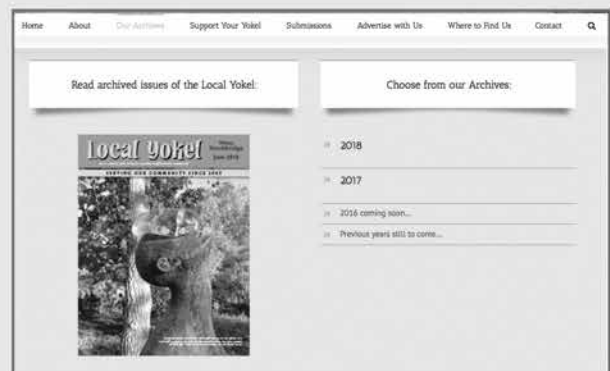 Home About Our Archives Support Your Yokel Submissions Advertise with Us Where to Find Us Contact
Read archived issues of the Local Yokel:
Choose from our Archives:
Local Yokel
West Stockbridge
June 2018
SERVING OUR COMMUNITY SINCE
2018
2017
2016 coming soon...
Previous years still to come...